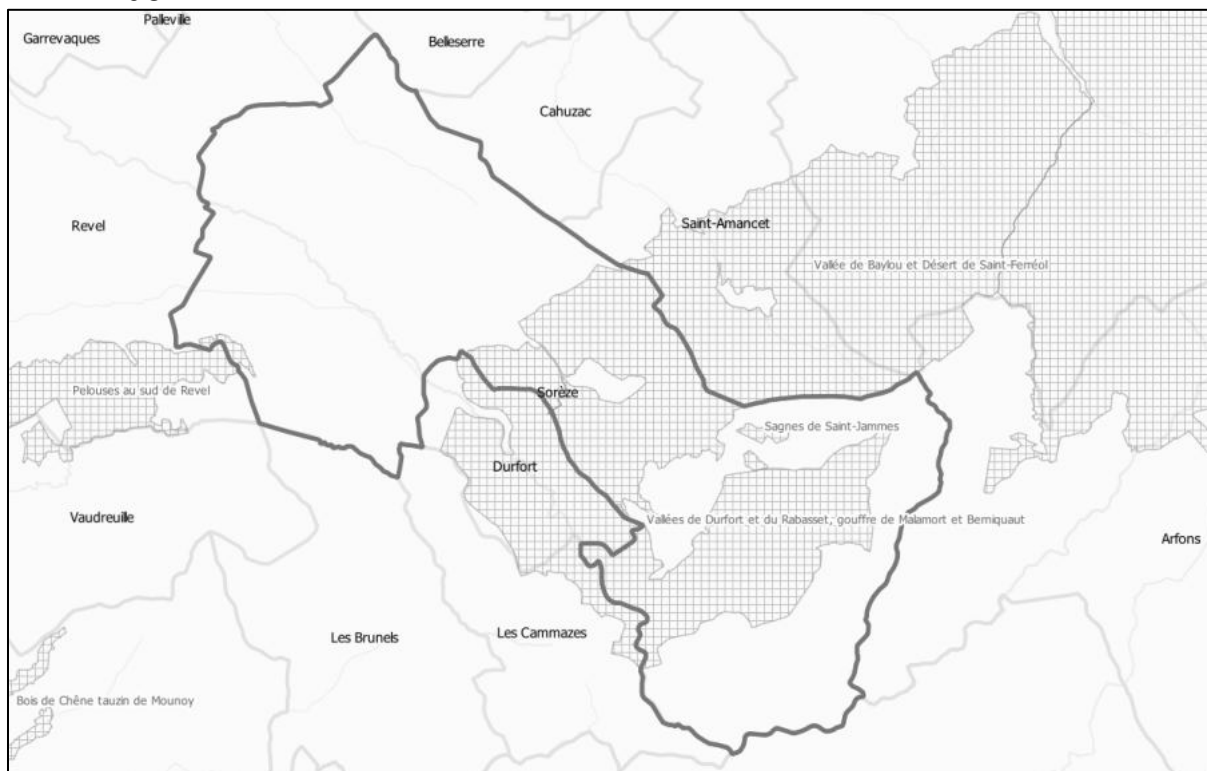 Palleville
Garrevaques
Belleserre
Cahuzac
Revel
Saint-Amancet
Vallée de Baylou et Désert de Saint-Ferréol
Pelouses au sud de Revel
Sorèze
Sagnes de Saint-Jammes
Durfort
Vaudreuille
Vallées de Durfort et du Rabasset, gouffre de Malamort et Berniquaut
Arfons
Les Brunels
Les Cammazes
Bois de Chêne tauzin de Mounoy